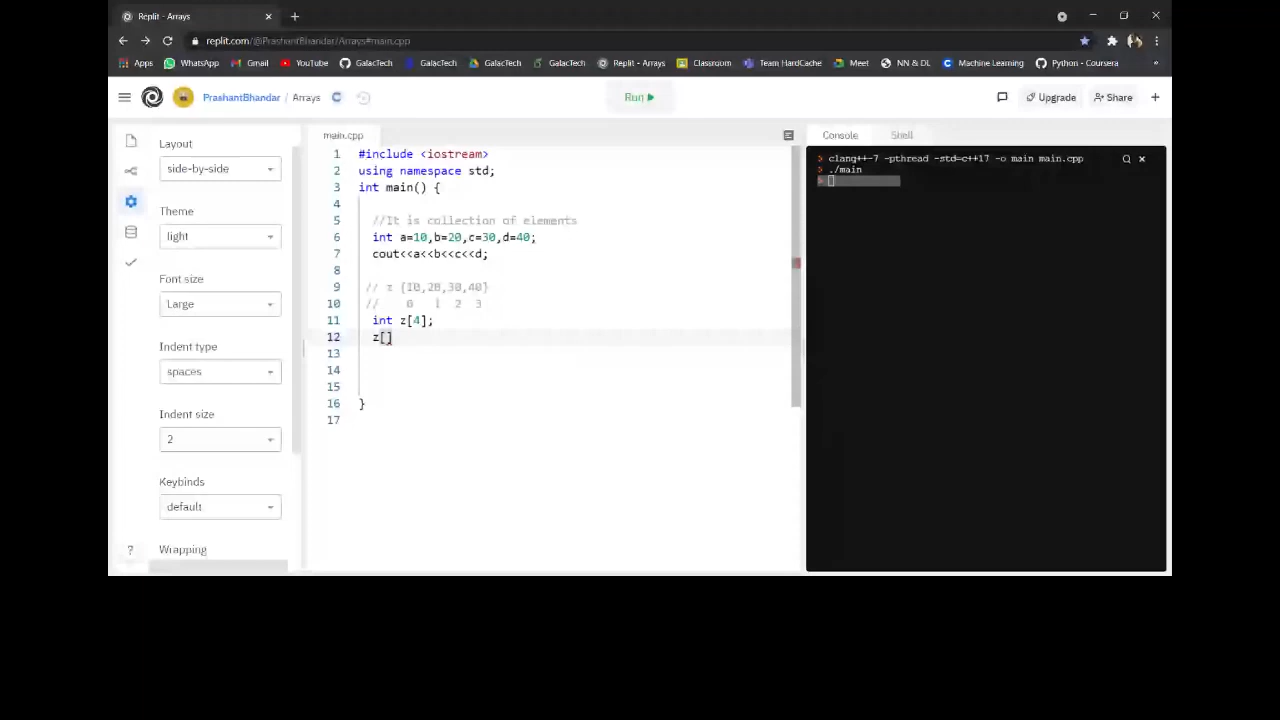 Replit - Arrays
replit.com/@PrashantBhandar/Arrays#main.cpp
Apps WhatsApp Gmail YouTube GalacTech GalacTech GalacTech GalacTech Replit - Arrays Classroom Team HardCache Meet NN & DL Machine Learning Python - Coursera »
PrashantBhandar / Arrays
Run
Upgrade
Share
Layout
side-by-side
Theme
light
Font size
Large
Indent type
spaces
Indent size
2
Keybinds
default
Wrapping
?
main.cpp
1 #include <iostream>
2 using namespace std;
3 int main() {
4
5 //It is collection of elements
6 int a=10,b=20,c=30,d=40;
7 cout<<a<<b<<c<<d;
8
9 // z {10,20,30,40}
10 // 0 1 2 3
11 int z[4];
12 z[]
13
14
15
16 }
17
Console Shell
> clang++-7 -pthread -std=c++17 -o main main.cpp
> ./main
>